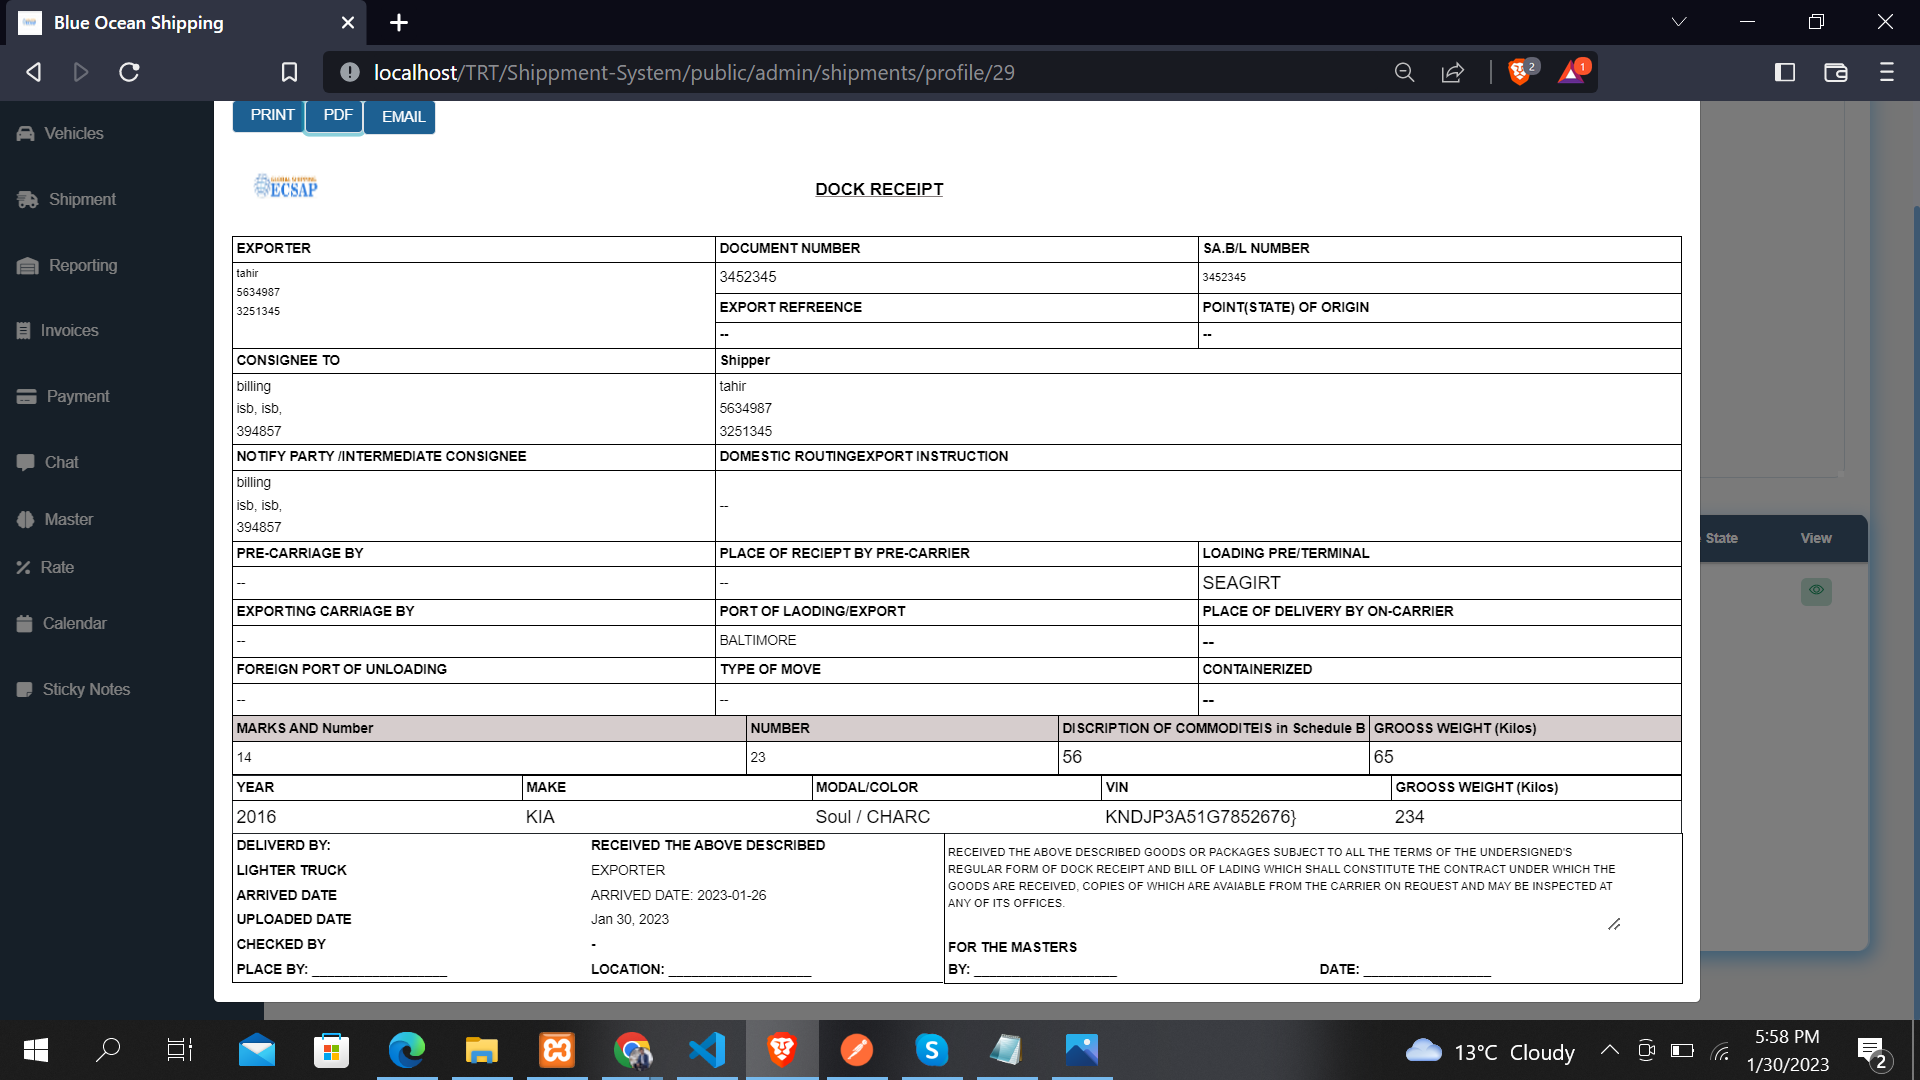 Blue Ocean Shipping
localhost/TRT/Shippment-System/public/admin/shipments/profile/29
2
1
Vehicles
Shipment
Reporting
Invoices
Payment
Chat
Master
Rate
Calendar
Sticky Notes
PRINT PDF EMAIL
GLOBAL SHIPPING
ECSAP
DOCK RECEIPT
EXPORTER DOCUMENT NUMBER SA.B/L NUMBER
tahir
5634987
3251345
3452345 3452345
EXPORT REFREENCE POINT(STATE) OF ORIGIN
-- --
CONSIGNEE TO Shipper
billing tahir
isb, isb, 5634987
394857 3251345
NOTIFY PARTY /INTERMEDIATE CONSIGNEE DOMESTIC ROUTINGEXPORT INSTRUCTION
billing
isb, isb, --
394857
PRE-CARRIAGE BY PLACE OF RECIEPT BY PRE-CARRIER LOADING PRE/TERMINAL
-- -- SEAGIRT
EXPORTING CARRIAGE BY PORT OF LAODING/EXPORT PLACE OF DELIVERY BY ON-CARRIER
-- BALTIMORE --
FOREIGN PORT OF UNLOADING TYPE OF MOVE CONTAINERIZED
-- -- --
MARKS AND Number NUMBER DISCRIPTION OF COMMODITEIS in Schedule B GROOSS WEIGHT (Kilos)
14 23 56 65
YEAR MAKE MODAL/COLOR VIN GROOSS WEIGHT (Kilos)
2016 KIA Soul / CHARC KNDJP3A51G7852676} 234
DELIVERD BY: RECEIVED THE ABOVE DESCRIBED
LIGHTER TRUCK EXPORTER
ARRIVED DATE ARRIVED DATE: 2023-01-26
UPLOADED DATE Jan 30, 2023
CHECKED BY -
PLACE BY: __________________ LOCATION: ___________________
RECEIVED THE ABOVE DESCRIBED GOODS OR PACKAGES SUBJECT TO ALL THE TERMS OF THE UNDERSIGNED'S
REGULAR FORM OF DOCK RECEIPT AND BILL OF LADING WHICH SHALL CONSTITUTE THE CONTRACT UNDER WHICH THE
GOODS ARE RECEIVED, COPIES OF WHICH ARE AVAIABLE FROM THE CARRIER ON REQUEST AND MAY BE INSPECTED AT
ANY OF ITS OFFICES.
FOR THE MASTERS
BY: ___________________ DATE: _________________
State View
13°C Cloudy
5:58 PM
1/30/2023
2